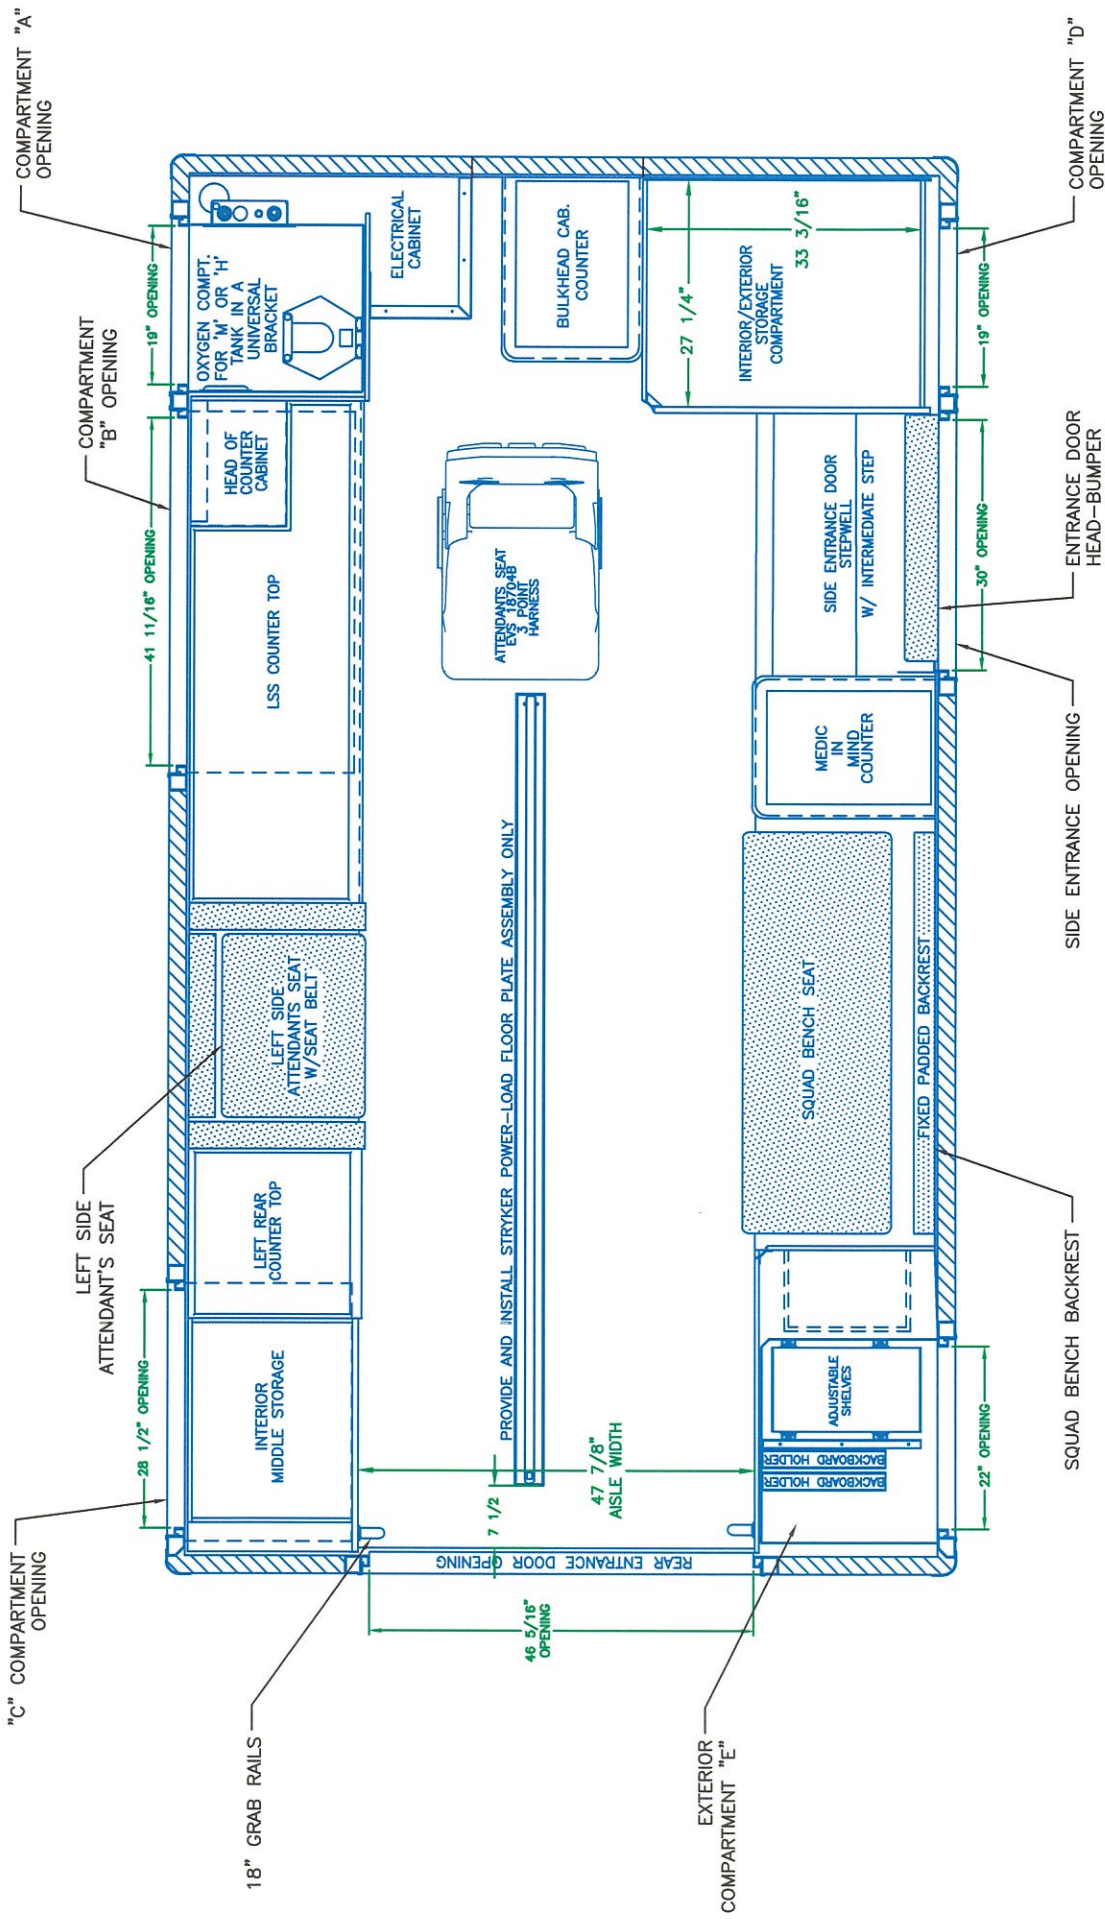 COMPARTMENT "A"
OPENING
COMPARTMENT
"B" OPENING
LEFT SIDE
ATTENDANT'S SEAT
"C" COMPARTMENT
OPENING
19" OPENING
41 11/16" OPENING
28 1/2" OPENING
OXYGEN COMPT.
FOR 'M' OR 'H'
TANK IN A
UNIVERSAL
BRACKET
HEAD OF
COUNTER
CABINET
LSS COUNTER TOP
LEFT SIDE
ATTENDANTS SEAT
W/SEAT BELT
LEFT REAR
COUNTER TOP
INTERIOR
MIDDLE STORAGE
ELECTRICAL
CABINET
BULKHEAD CAB.
COUNTER
ATTENDANTS SEAT
EVS 18704B
3 POINT
HARNESS
PROVIDE AND INSTALL STRYKER POWER-LOAD FLOOR PLATE ASSEMBLY ONLY
7 1/2
47 7/8"
AISLE WIDTH
REAR ENTRANCE DOOR OPENING
46 5/16"
OPENING
18" GRAB RAILS
27 1/4"
33 3/16"
INTERIOR/EXTERIOR
STORAGE
COMPARTMENT
SIDE ENTRANCE DOOR
STEPWELL
W/ INTERMEDIATE STEP
MEDIC
IN
MIND
COUNTER
SQUAD BENCH SEAT
FIXED PADDED BACKREST
ADJUSTABLE
SHELVES
BACKBOARD HOLDER
BACKBOARD HOLDER
19" OPENING
30" OPENING
22" OPENING
EXTERIOR
COMPARTMENT "E"
SQUAD BENCH BACKREST
SIDE ENTRANCE OPENING
ENTRANCE DOOR
HEAD-BUMPER
COMPARTMENT "D"
OPENING